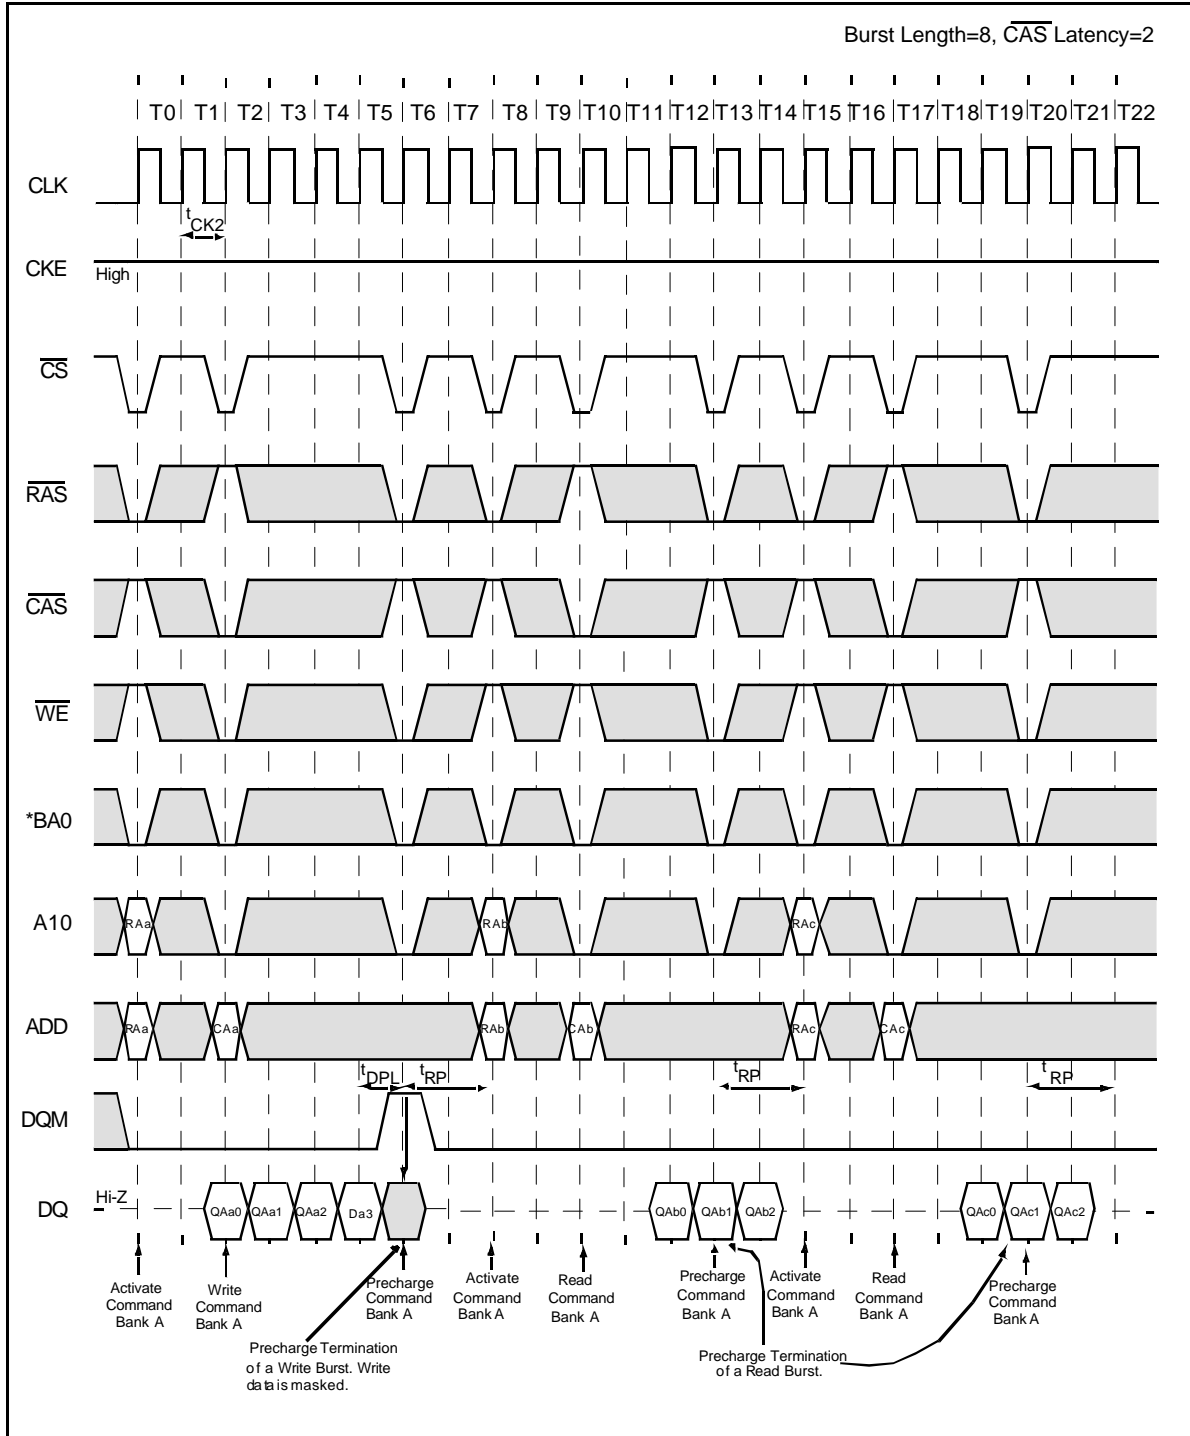 Burst Length=8, CAS Latency=2
T0 T1 T2 T3 T4 T5 T6 T7 T8 T9 T10 T11 T12 T13 T14 T15 T16 T17 T18 T19 T20 T21 T22
CLK
tCK2
CKE
High
CS
RAS
CAS
WE
*BA0
A10
RAa RAb RAc
ADD
RAa CAa RAb CAb RAc CAc
tDPL tRP tRP tRP
DQM
Hi-Z
DQ
QAa0 QAa1 QAa2 Da3 QAb0 QAb1 QAb2 QAc0 QAc1 QAc2
Activate
Command
Bank A
Write
Command
Bank A
Precharge
Command
Bank A
Activate
Command
Bank A
Read
Command
Bank A
Precharge
Command
Bank A
Activate
Command
Bank A
Read
Command
Bank A
Precharge
Command
Bank A
Precharge Termination
of a Write Burst. Write
data is masked.
Precharge Termination
of a Read Burst.